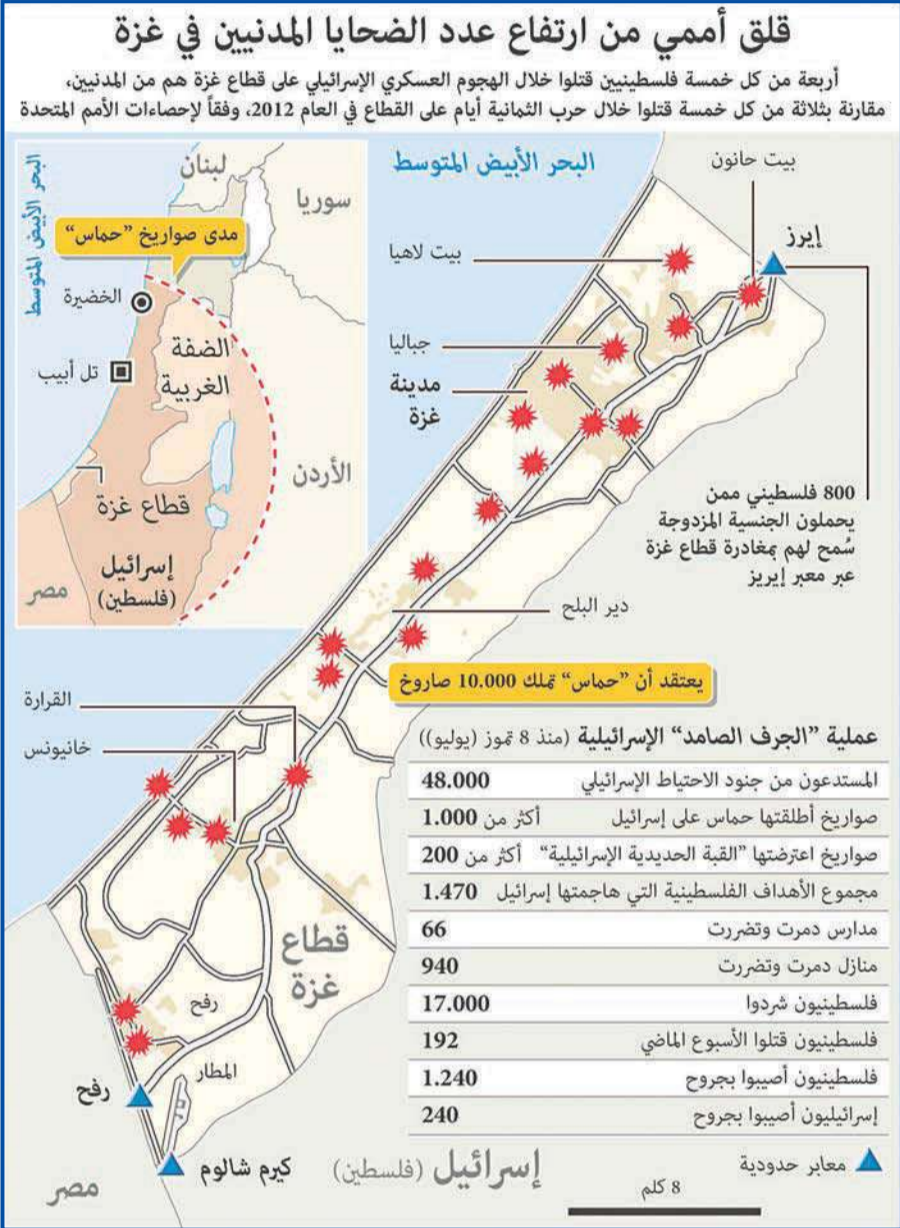 قلق أممي من ارتفاع عدد الضحايا المدنيين في غزة
أربعة من كل خمسة فلسطينيين قتلوا خلال الهجوم العسكري الإسرائيلي على قطاع غزة هم من المدنيين،
مقارنة بثلاثة من كل خمسة قتلوا خلال حرب الثمانية أيام على القطاع في العام 2012، وفقاً لإحصاءات الأمم المتحدة
البحر الأبيض المتوسط
لبنان
سوريا
مدى صواريخ “حماس”
الخضيرة
الضفة
الغربية
تل أبيب
الأردن
قطاع غزة
إسرائيل
(فلسطين)
مصر
البحر الأبيض المتوسط
بيت حانون
إيرز
بيت لاهيا
جباليا
مدينة
غزة
800 فلسطيني ممن
يحملون الجنسية المزدوجة
سُمح لهم بمغادرة قطاع غزة
عبر معبر إيريز
دير البلح
يعتقد أن “حماس” تملك 10.000 صاروخ
القرارة
خانيونس
عملية “الجرف الصامد” الإسرائيلية (منذ 8 تموز (يوليو))
المستدعون من جنود الاحتياط الإسرائيلي 48.000
صواريخ أطلقتها حماس على إسرائيل أكثر من 1.000
صواريخ اعترضتها “القبة الحديدية الإسرائيلية” أكثر من 200
مجموع الأهداف الفلسطينية التي هاجمتها إسرائيل 1.470
مدارس دمرت وتضررت 66
منازل دمرت وتضررت 940
فلسطينيون شردوا 17.000
فلسطينيون قتلوا الأسبوع الماضي 192
فلسطينيون أصيبوا بجروح 1.240
إسرائيليون أصيبوا بجروح 240
قطاع
غزة
رفح
المطار
رفح
كيرم شالوم
إسرائيل (فلسطين)
مصر
معابر حدودية
8 كلم